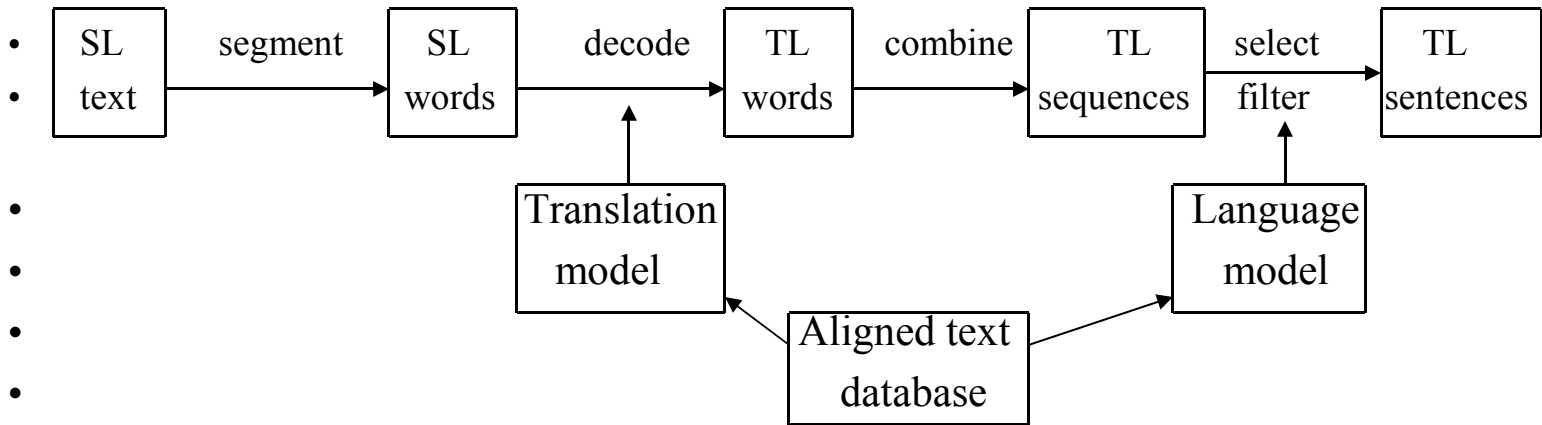 • SL segment SL decode TL combine TL select TL
• text words words sequences filter sentences
• Translation Language
• model model
• Aligned text
• database